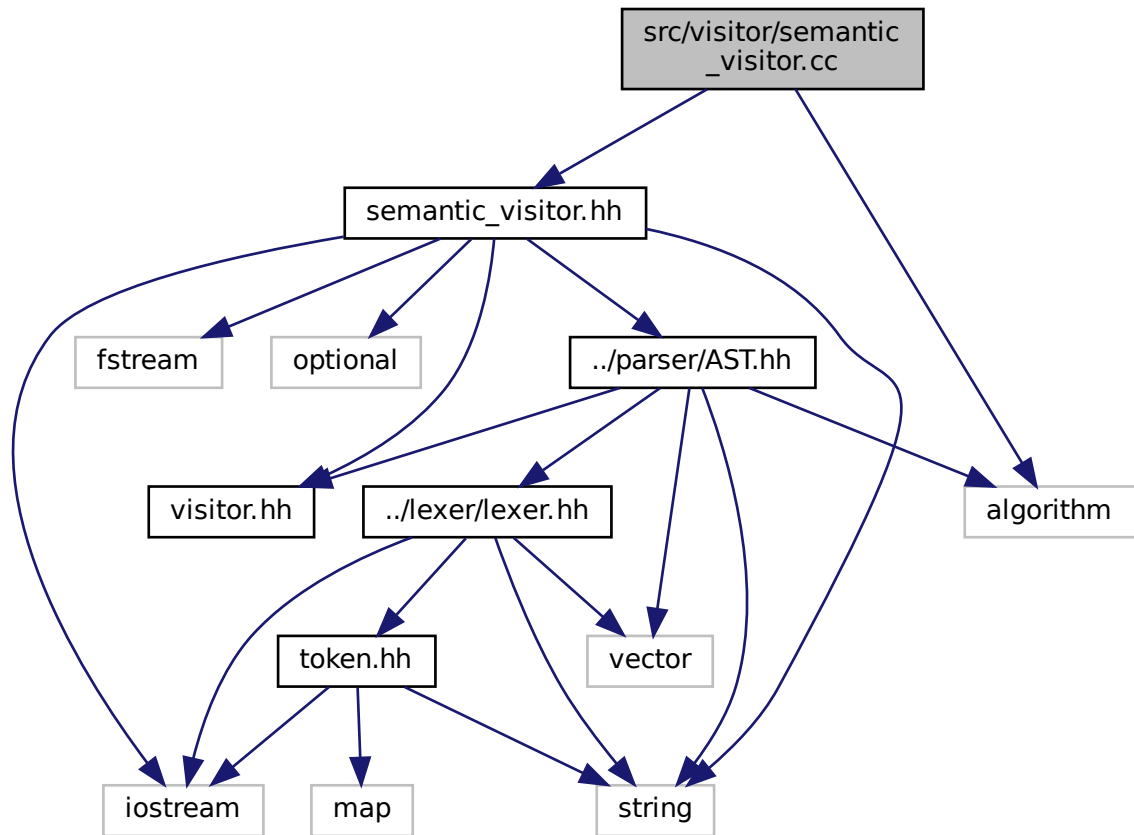 src/visitor/semantic
_visitor.cc
semantic_visitor.hh
fstream
optional
../parser/AST.hh
visitor.hh
../lexer/lexer.hh
algorithm
token.hh
vector
iostream
map
string